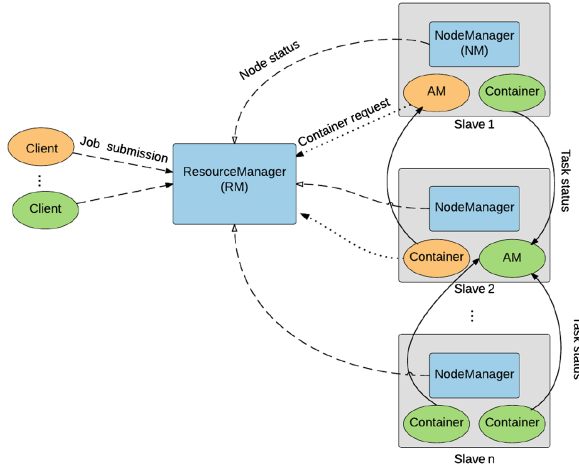 NodeManager
(NM)
Node status
AM
Container
Container request
Slave 1
Job submission
Client
Client
ResourceManager
(RM)
Task status
NodeManager
Container
AM
Slave 2
Task status
NodeManager
Container
Container
Slave n